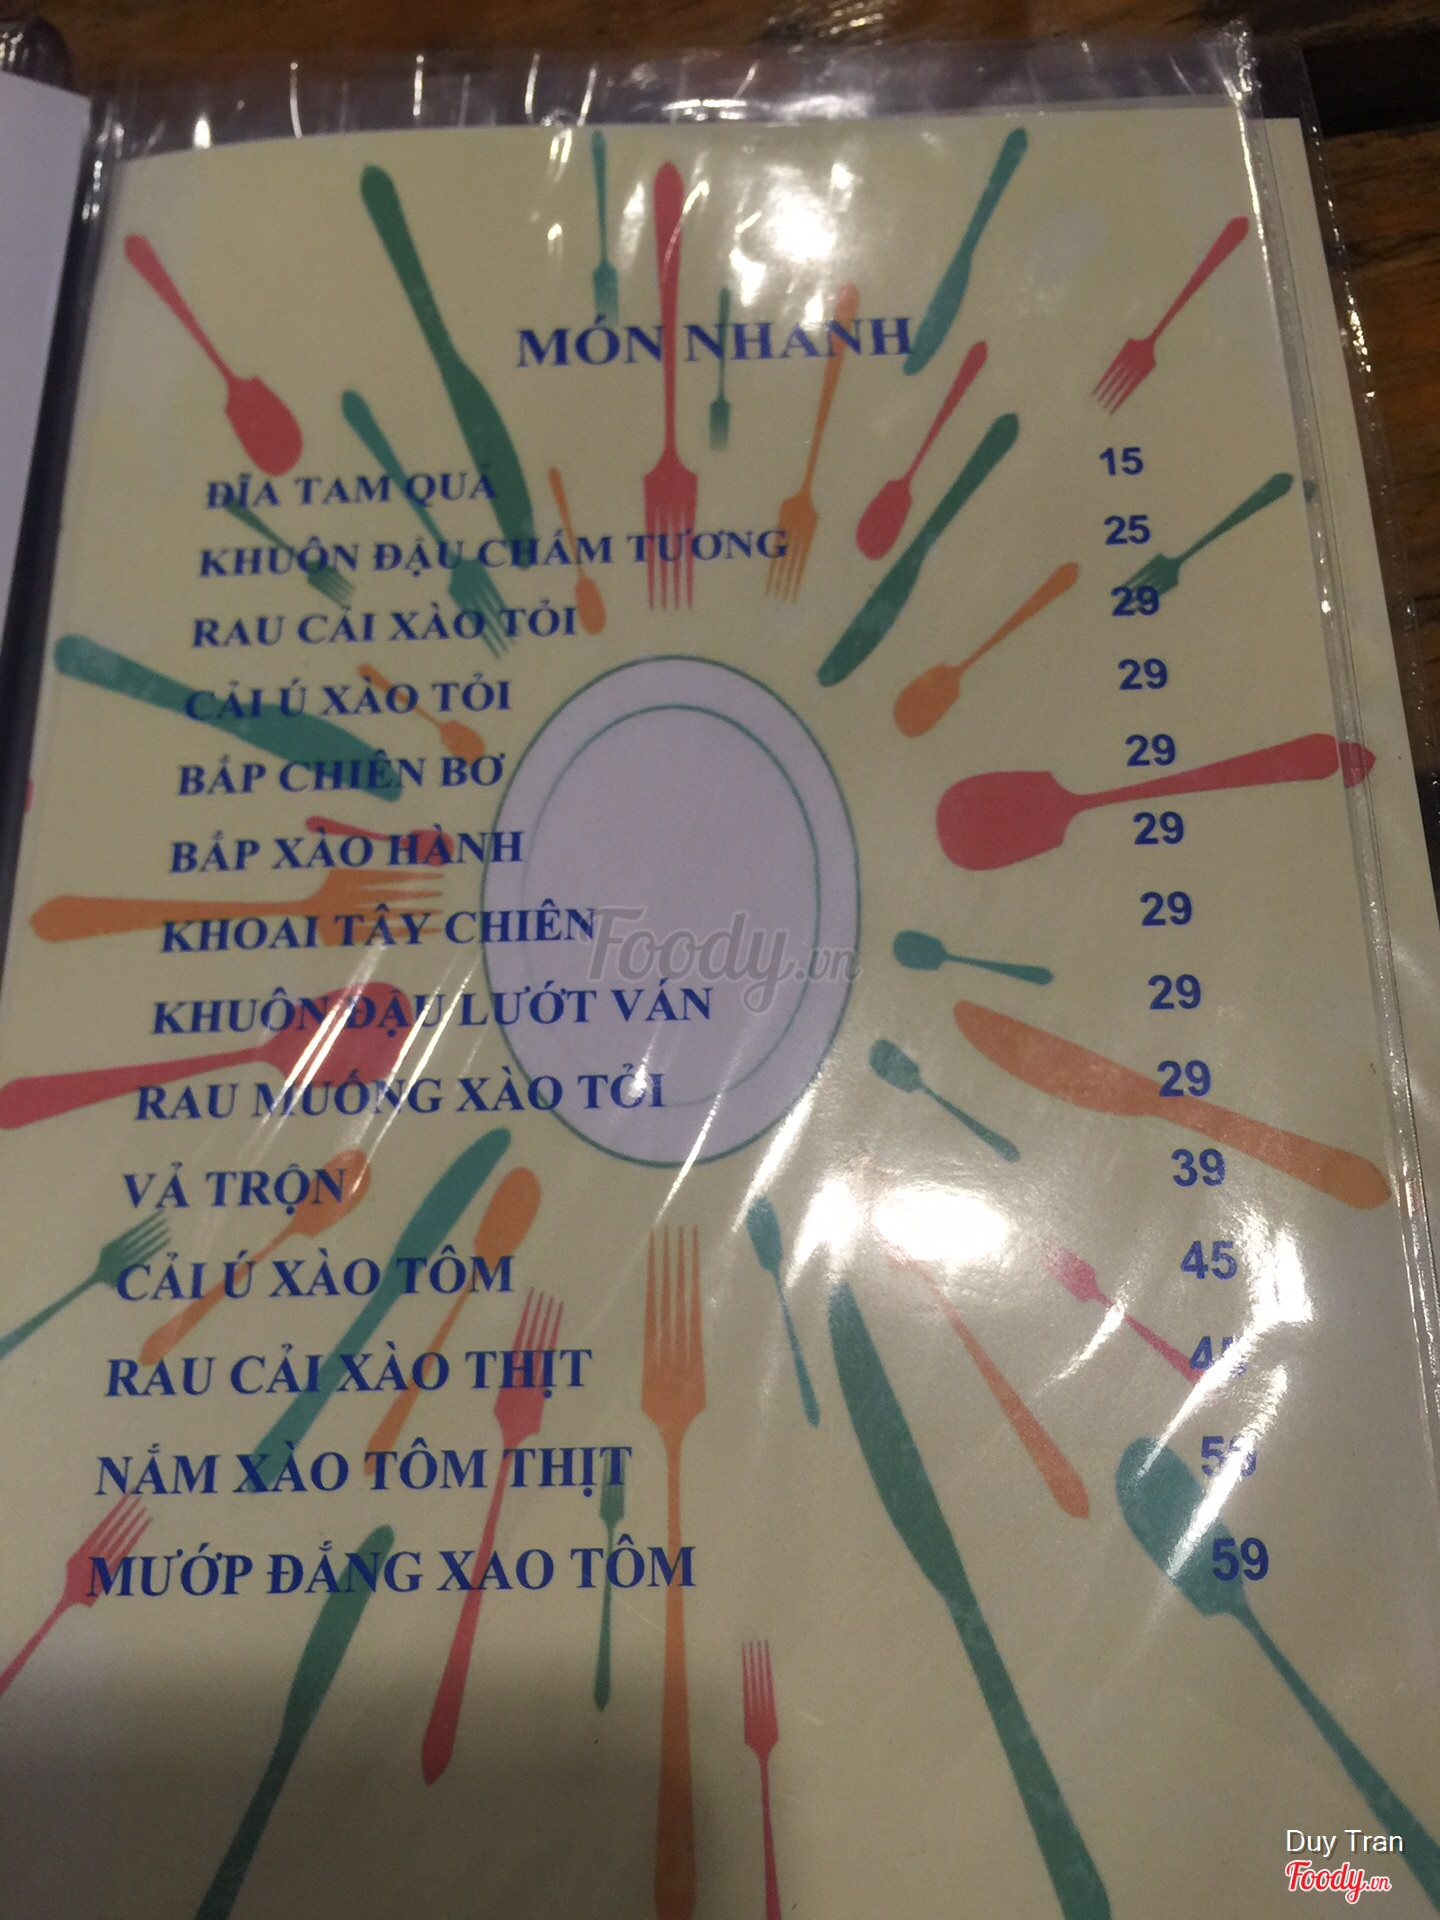 MÓN NHANH
ĐĨA TAM QUẢ 15
KHUÔN ĐẬU CHẤM TƯƠNG 25
RAU CẢI XÀO TỎI 29
CẢI Ú XÀO TỎI 29
BẮP CHIÊN BƠ 29
BẮP XÀO HÀNH 29
KHOAI TÂY CHIÊN 29
KHUÔN ĐẬU LƯỚT VÁN 29
RAU MUỐNG XÀO TỎI 29
VẢ TRỘN 39
CẢI Ú XÀO TÔM 45
RAU CẢI XÀO THỊT 45
NẮM XÀO TÔM THỊT
MƯỚP ĐẮNG XAO TÔM 59
Foody.vn
Duy Tran
Foody.vn